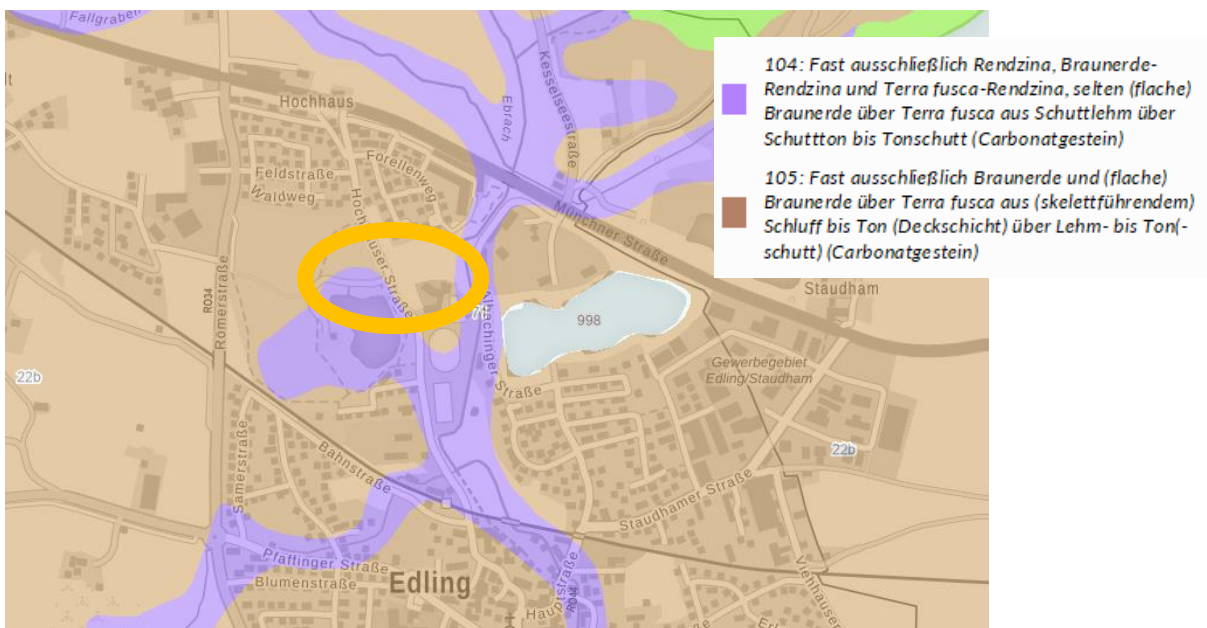 Fallgraben
Hochhaus
Ebrach
Kesselseestraße
Forellenweg
Feldstraße
Waldweg
Hochhauser Straße
Münchner Straße
RO34
Römerstraße
Albachinger Straße
998
Staudham
Gewerbegebiet
Edling/Staudham
22b
22b
Samerstraße
Bahnstraße
Staudhamer Straße
Pfaffinger Straße
Blumenstraße
Edling
Hauptstraße
Viehhauser
104: Fast ausschließlich Rendzina, Braunerde-
Rendzina und Terra fusca-Rendzina, selten (flache)
Braunerde über Terra fusca aus Schuttlehm über
Schuttton bis Tonschutt (Carbonatgestein)
105: Fast ausschließlich Braunerde und (flache)
Braunerde über Terra fusca aus (skelettführendem)
Schluff bis Ton (Deckschicht) über Lehm- bis Ton(-
schutt) (Carbonatgestein)